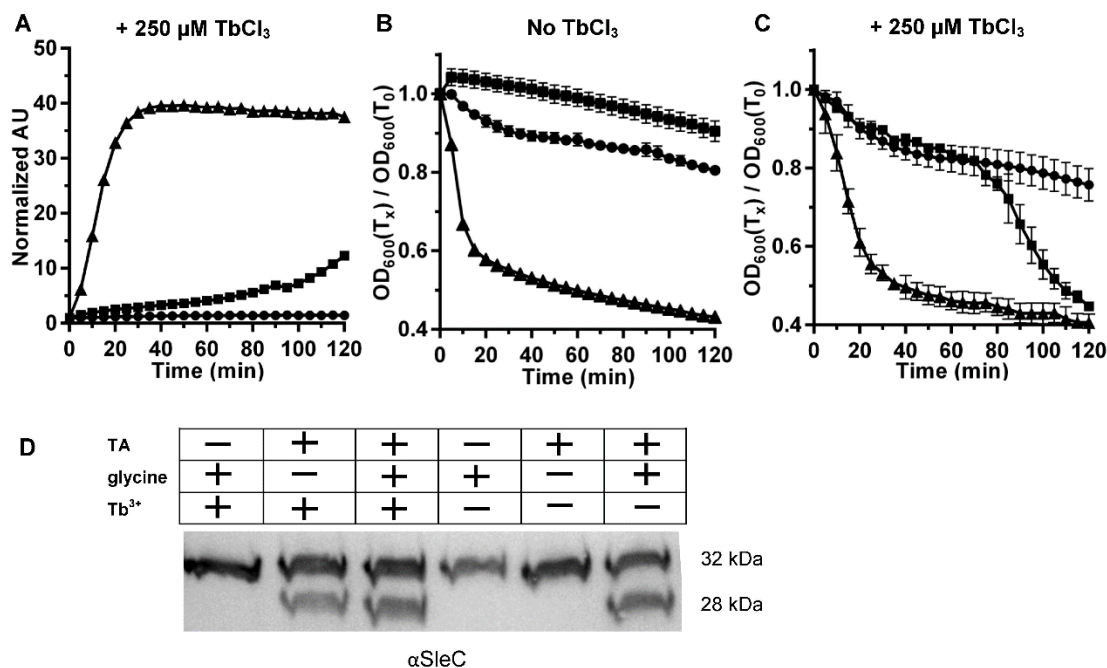 A
+ 250 µM TbCl₃
Normalized AU
50
40
30
20
10
0
0 20 40 60 80 100 120
Time (min)
B
No TbCl₃
OD₆₀₀(Tₓ) / OD₆₀₀(T₀)
1.0
0.8
0.6
0.4
0 20 40 60 80 100 120
Time (min)
C
+ 250 µM TbCl₃
OD₆₀₀(Tₓ) / OD₆₀₀(T₀)
1.0
0.8
0.6
0.4
0 20 40 60 80 100 120
Time (min)
D
TA − + + − + +
glycine + − + + − +
Tb³⁺ + + + − − −
32 kDa
28 kDa
αSleC